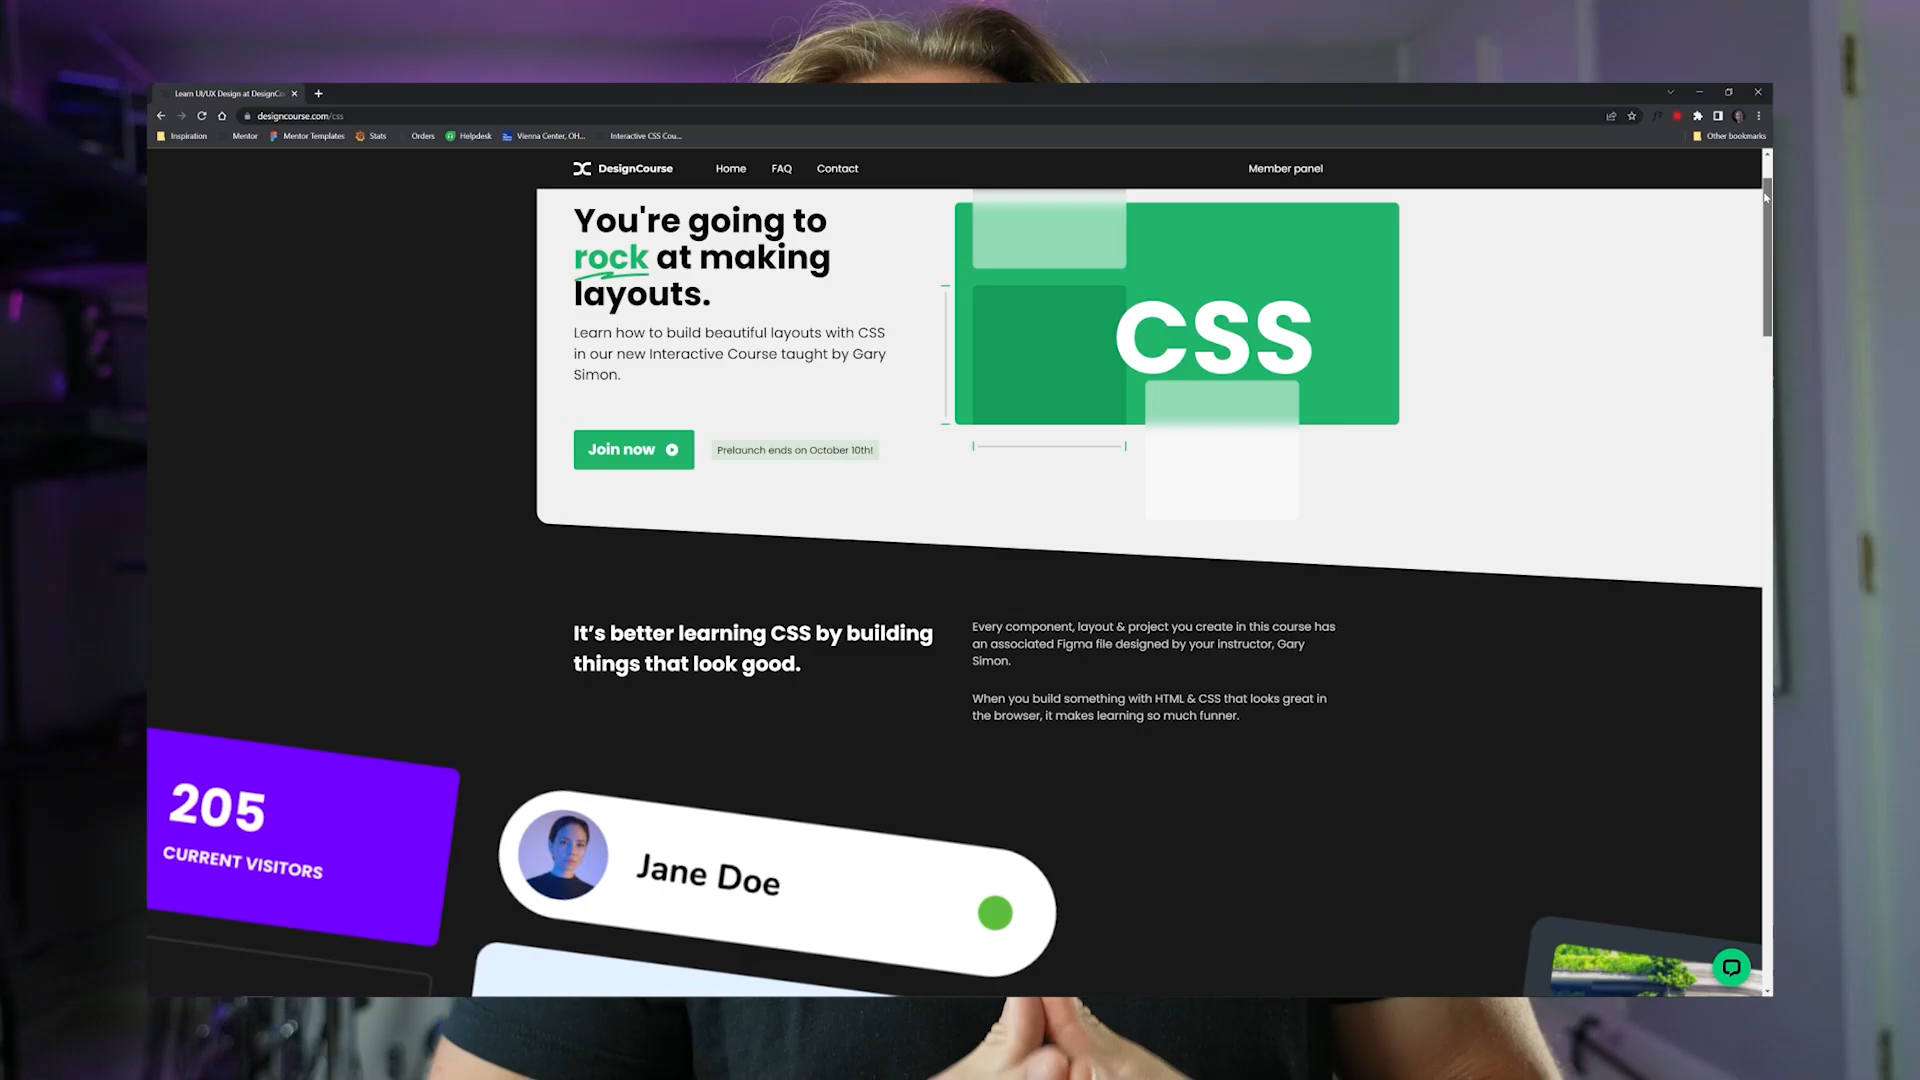 Learn UI/UX Design at DesignCo
designcourse.com/css
Inspiration Mentor Mentor Templates Stats Orders Helpdesk Vienna Center, OH... Interactive CSS Cou... Other bookmarks
DesignCourse Home FAQ Contact Member panel
You're going to
rock at making
layouts.
Learn how to build beautiful layouts with CSS
in our new Interactive Course taught by Gary
Simon.
Join now
Prelaunch ends on October 10th!
CSS
It's better learning CSS by building
things that look good.
Every component, layout & project you create in this course has
an associated Figma file designed by your instructor, Gary
Simon.
When you build something with HTML & CSS that looks great in
the browser, it makes learning so much funner.
205
CURRENT VISITORS
Jane Doe